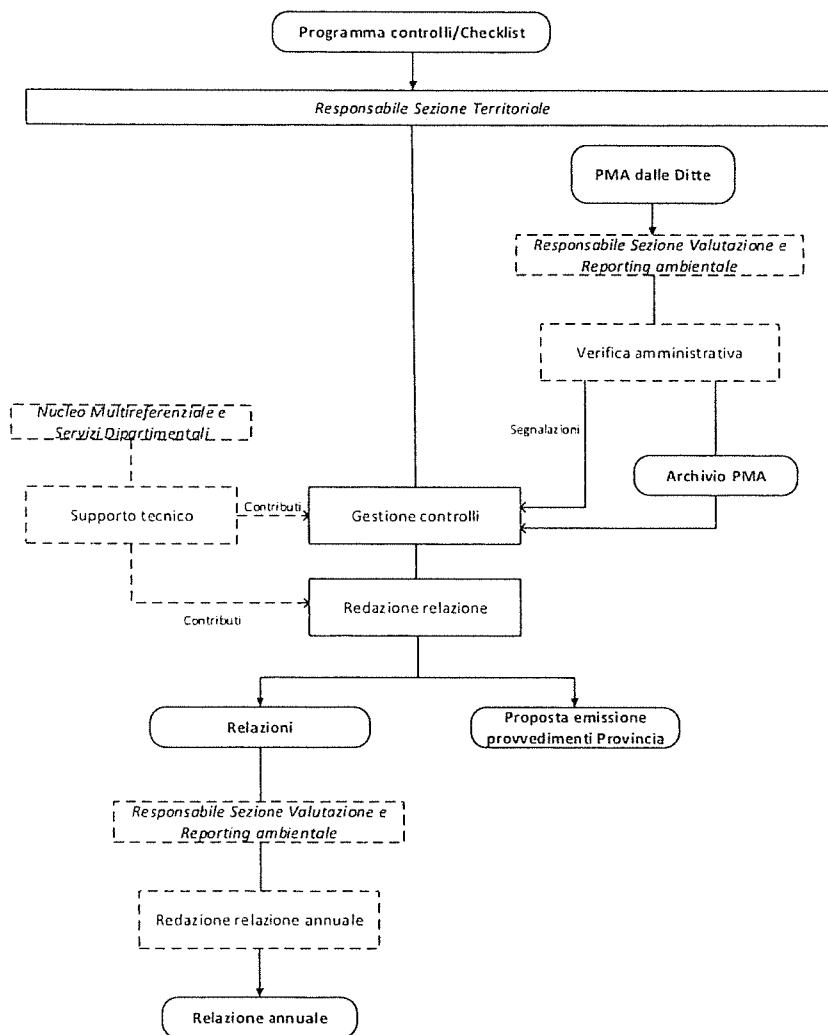 Programma controlli/Checklist
Responsabile Sezione Territoriale
PMA dalle Ditte
Responsabile Sezione Valutazione e
Reporting ambientale
Verifica amministrativa
Nucleo Multireferenziale e
Servizi Dipartimentali
Segnalazioni
Archivio PMA
Supporto tecnico
Contributi
Gestione controlli
Redazione relazione
Contributi
Relazioni
Proposta emissione
provvedimenti Provincia
Responsabile Sezione Valutazione e
Reporting ambientale
Redazione relazione annuale
Relazione annuale